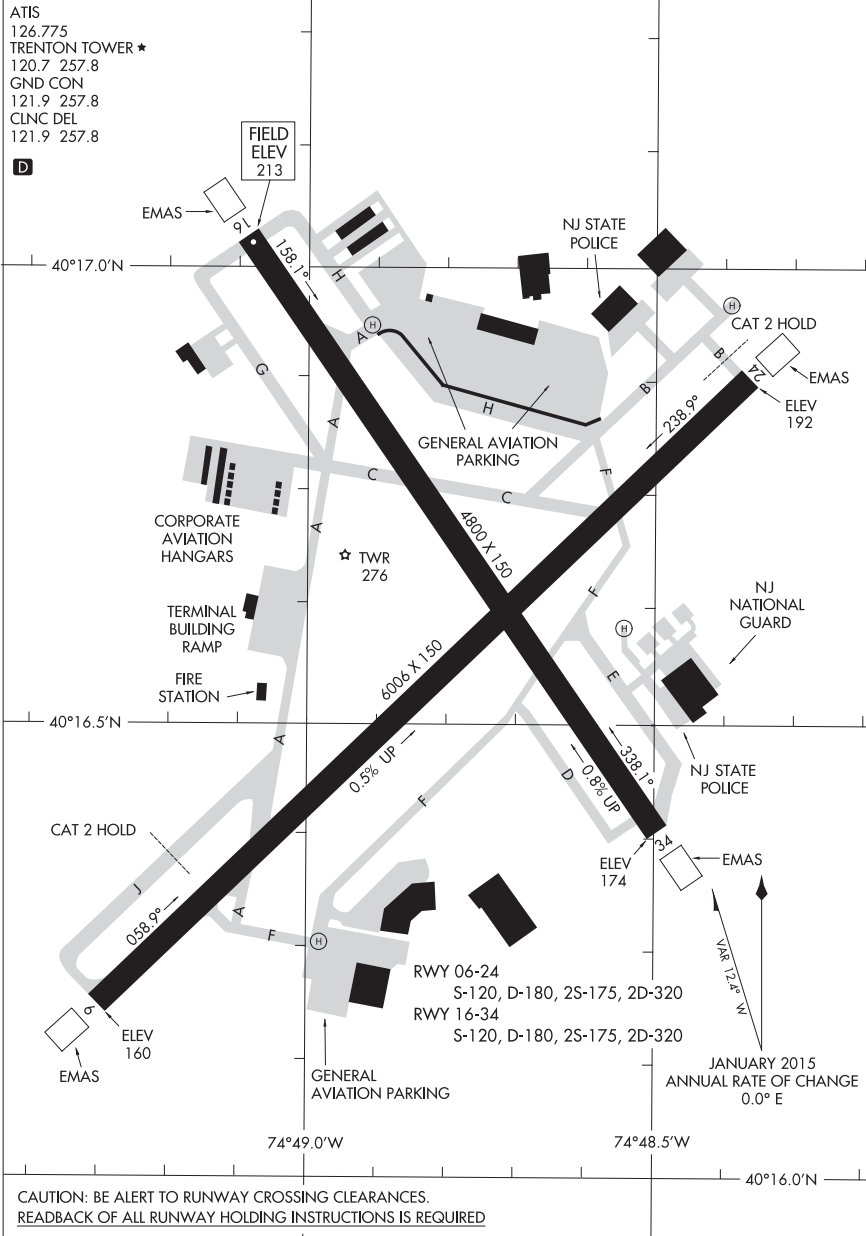 ATIS
126.775
TRENTON TOWER ★
120.7 257.8
GND CON
121.9 257.8
CLNC DEL
121.9 257.8
D
FIELD
ELEV
213
EMAS
16
158.1°
NJ STATE
POLICE
40°17.0'N
H
H
A
H
CAT 2 HOLD
B
24
EMAS
G
B
ELEV
192
A
H
238.9°
GENERAL AVIATION
PARKING
F
C
C
CORPORATE
AVIATION
HANGARS
A
4800 X 150
TWR
276
F
NJ
NATIONAL
GUARD
TERMINAL
BUILDING
RAMP
H
6006 X 150
E
FIRE
STATION
40°16.5'N
A
0.5% UP
338.1°
0.8% UP
D
NJ STATE
POLICE
F
CAT 2 HOLD
34
EMAS
ELEV
174
J
058.9°
A
F
H
VAR 12.4° W
RWY 06-24
S-120, D-180, 2S-175, 2D-320
RWY 16-34
S-120, D-180, 2S-175, 2D-320
6
ELEV
160
EMAS
GENERAL
AVIATION PARKING
JANUARY 2015
ANNUAL RATE OF CHANGE
0.0° E
74°49.0'W
74°48.5'W
40°16.0'N
CAUTION: BE ALERT TO RUNWAY CROSSING CLEARANCES.
READBACK OF ALL RUNWAY HOLDING INSTRUCTIONS IS REQUIRED